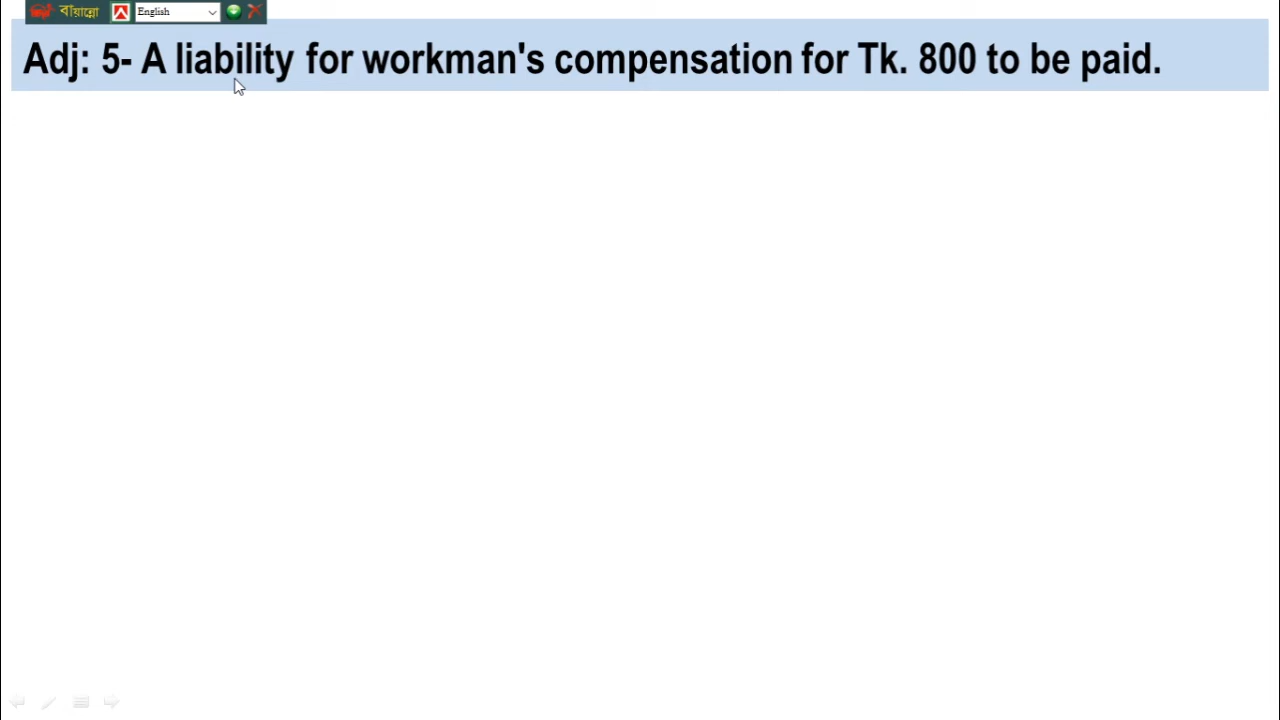 বায়ান্নো
English
Adj: 5- A liability for workman's compensation for Tk. 800 to be paid.